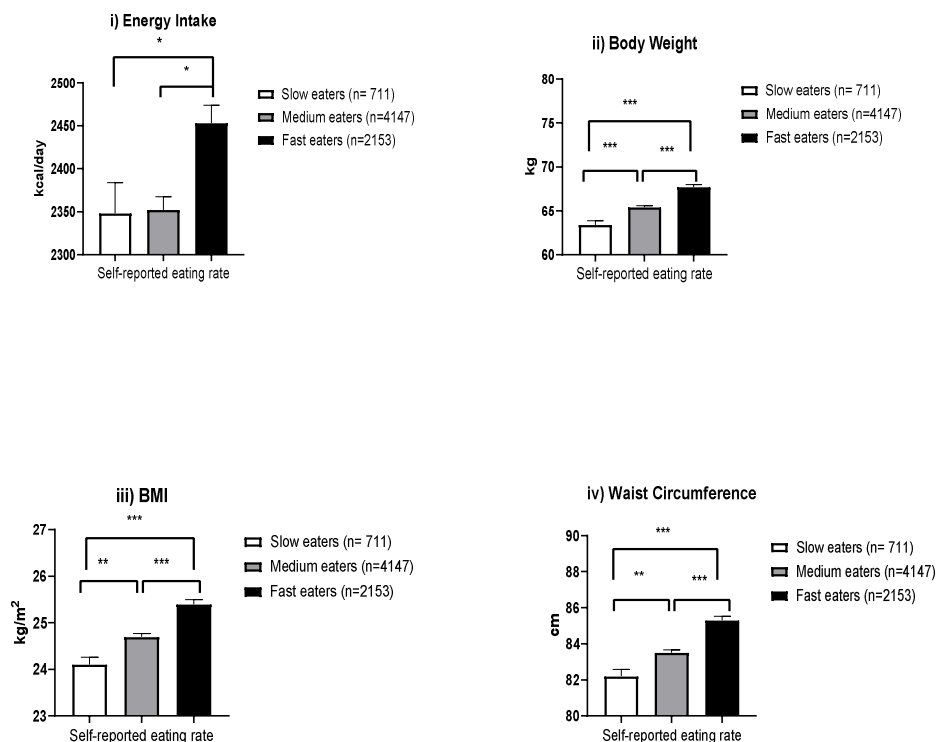 i) Energy Intake
*
*
2500
2450
2400
2350
2300
kcal/day
Self-reported eating rate
Slow eaters (n= 711)
Medium eaters (n=4147)
Fast eaters (n=2153)
ii) Body Weight
***
***
***
80
75
70
65
60
kg
Self-reported eating rate
Slow eaters (n= 711)
Medium eaters (n=4147)
Fast eaters (n=2153)
iii) BMI
***
**
***
27
26
25
24
23
kg/m²
Self-reported eating rate
Slow eaters (n= 711)
Medium eaters (n=4147)
Fast eaters (n=2153)
iv) Waist Circumference
***
**
***
90
88
86
84
82
80
cm
Self-reported eating rate
Slow eaters (n= 711)
Medium eaters (n=4147)
Fast eaters (n=2153)